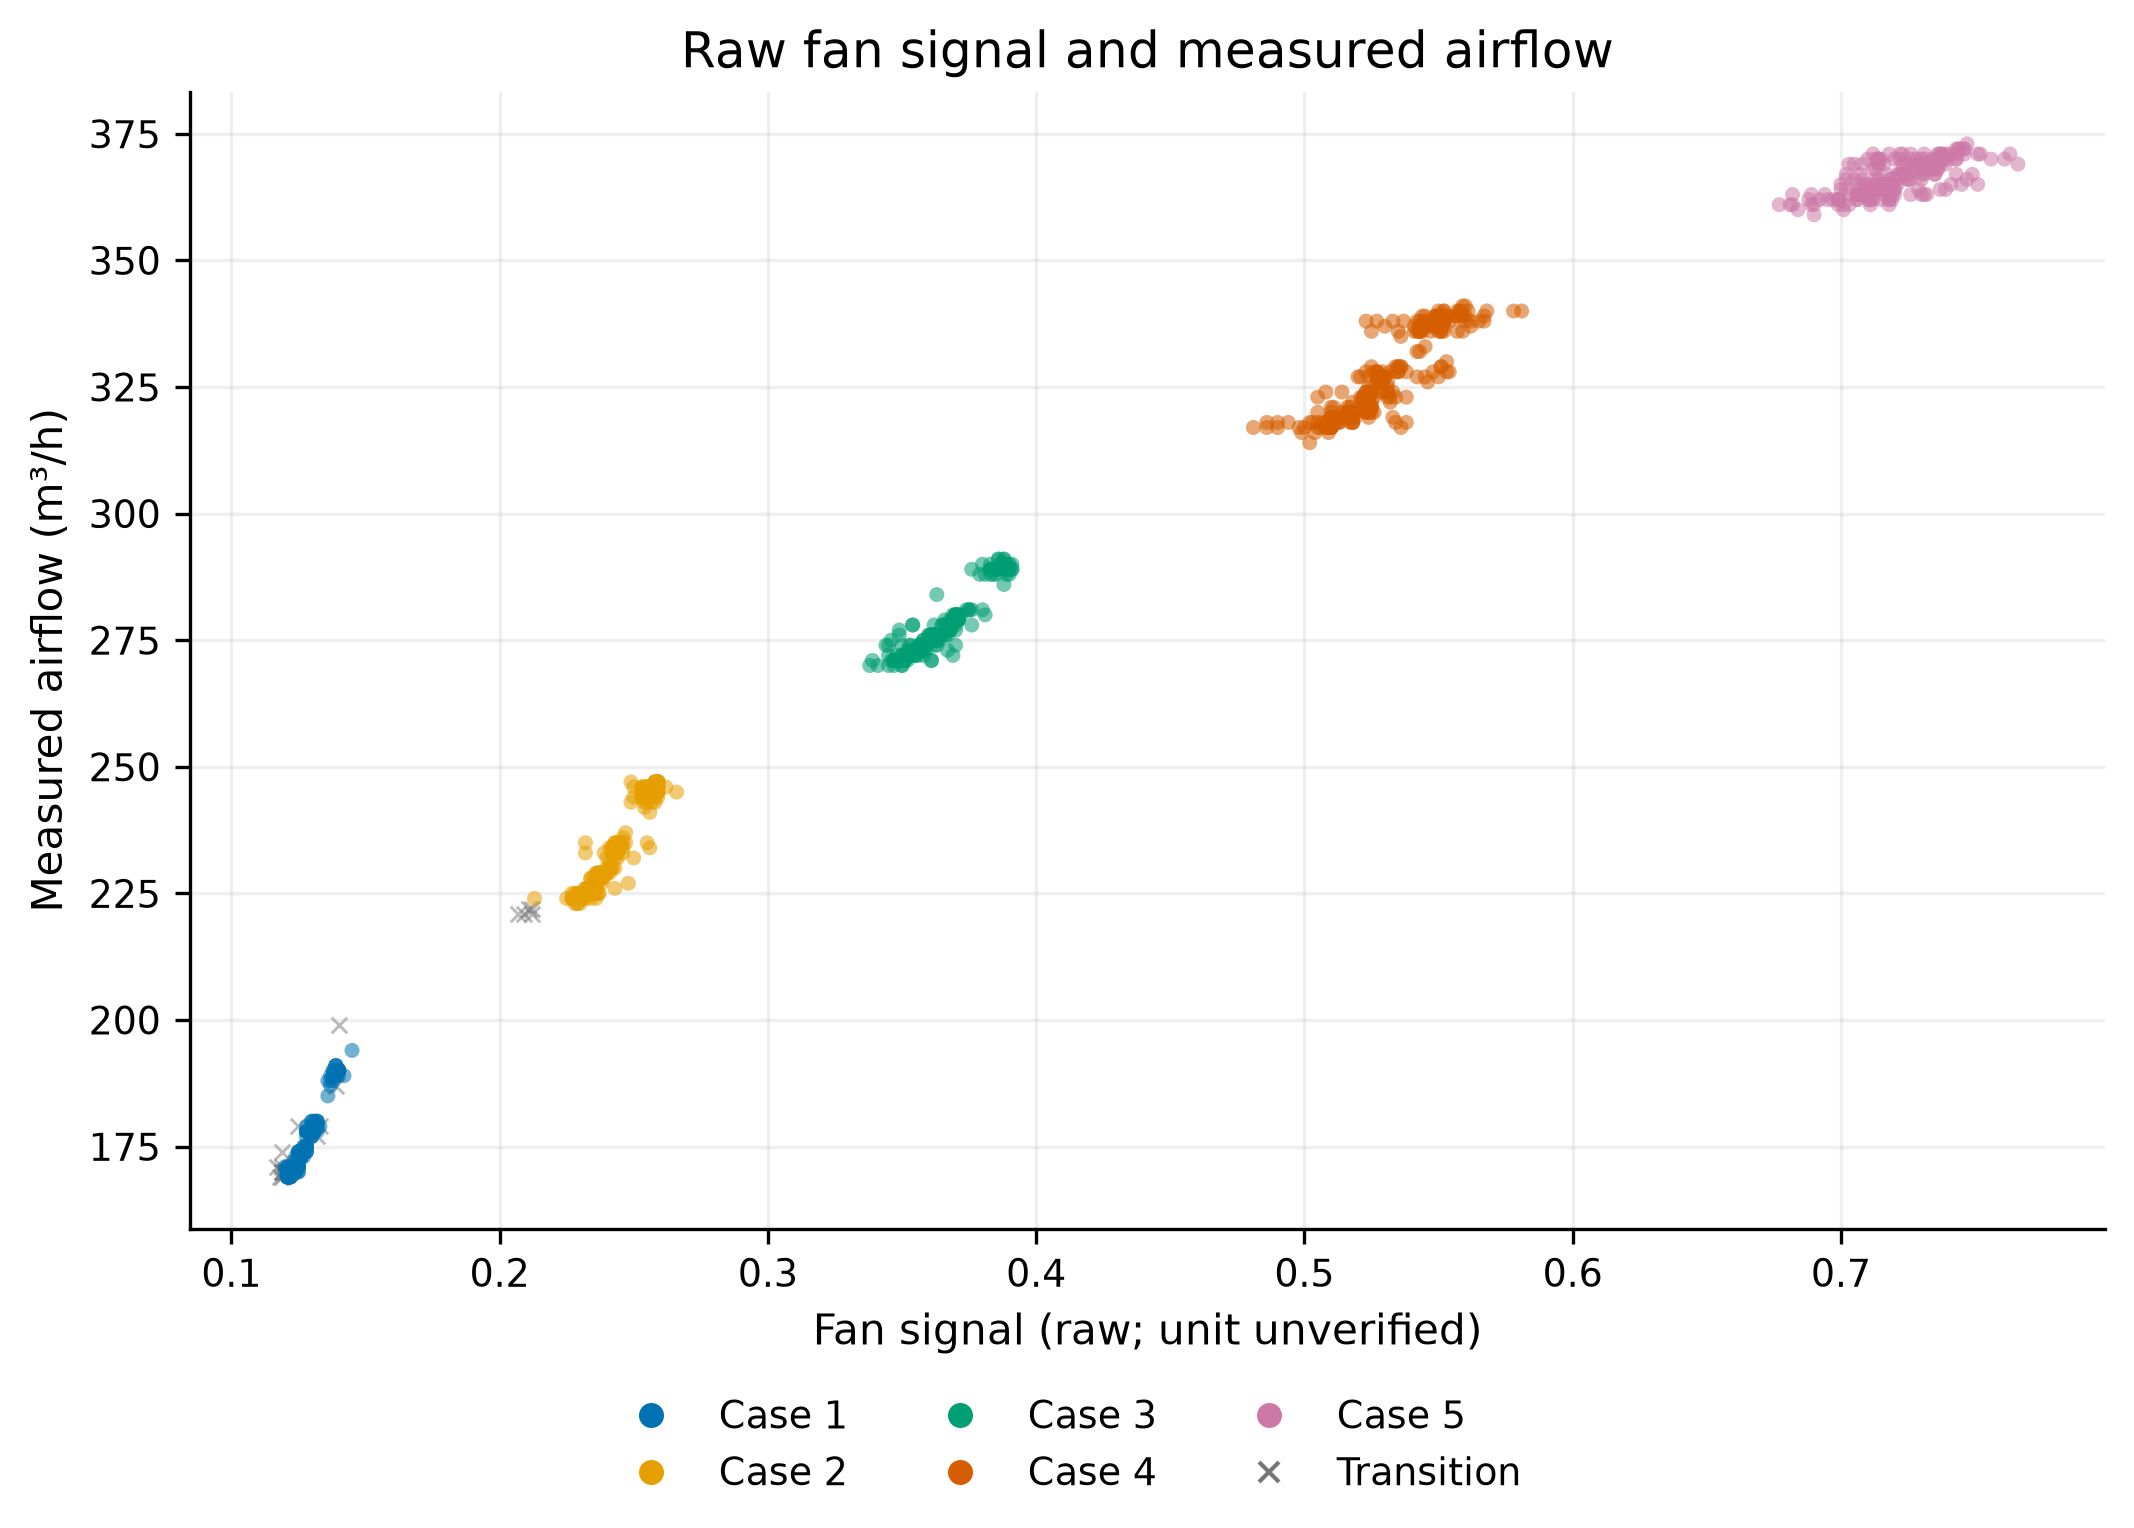 Raw fan signal and measured airflow
Measured airflow (m³/h)
375
350
325
300
275
250
225
200
175
0.1 0.2 0.3 0.4 0.5 0.6 0.7
Fan signal (raw; unit unverified)
Case 1 Case 3 Case 5
Case 2 Case 4 Transition